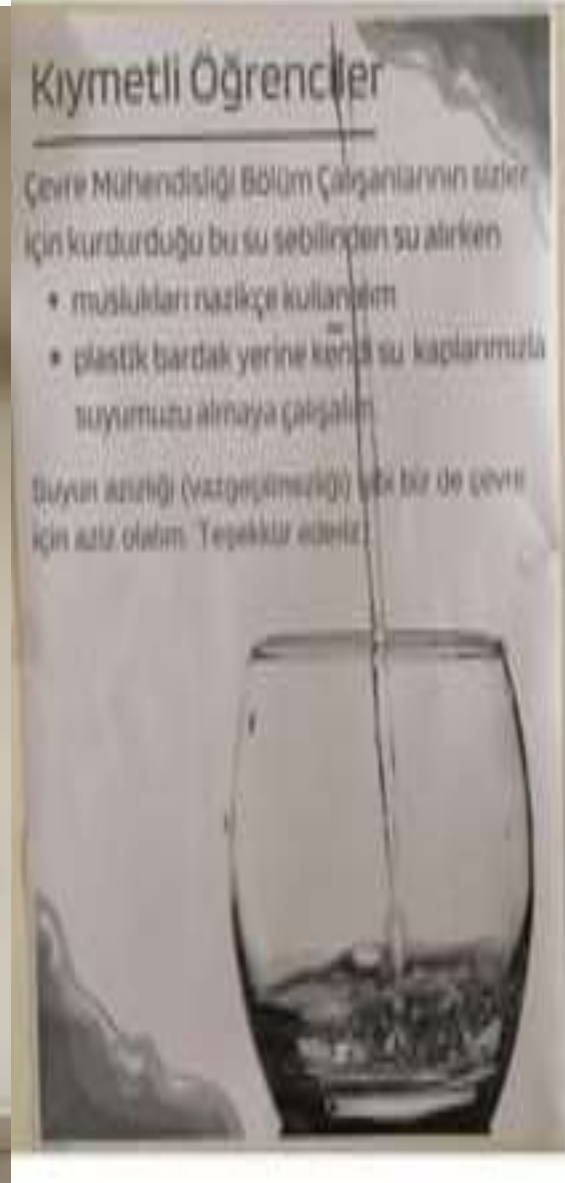 Kıymetli Öğrenciler
Çevre Mühendisliği Bölüm Çalışanlarının sizler
için kurdurduğu bu su sebilinden su alırken
• muslukları nazikçe kullanalım
• plastik bardak yerine kendi su kaplarımızla
suyumuzu almaya çalışalım
Suyun azizliği (vazgeçilmezliği) gibi biz de çevre
için aziz olalım. Teşekkür ederiz.